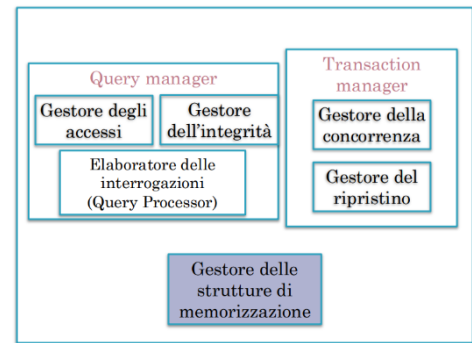 Query manager
Gestore degli
accessi
Gestore
dell'integrità
Elaboratore delle
interrogazioni
(Query Processor)
Transaction
manager
Gestore della
concorrenza
Gestore del
ripristino
Gestore delle
strutture di
memorizzazione